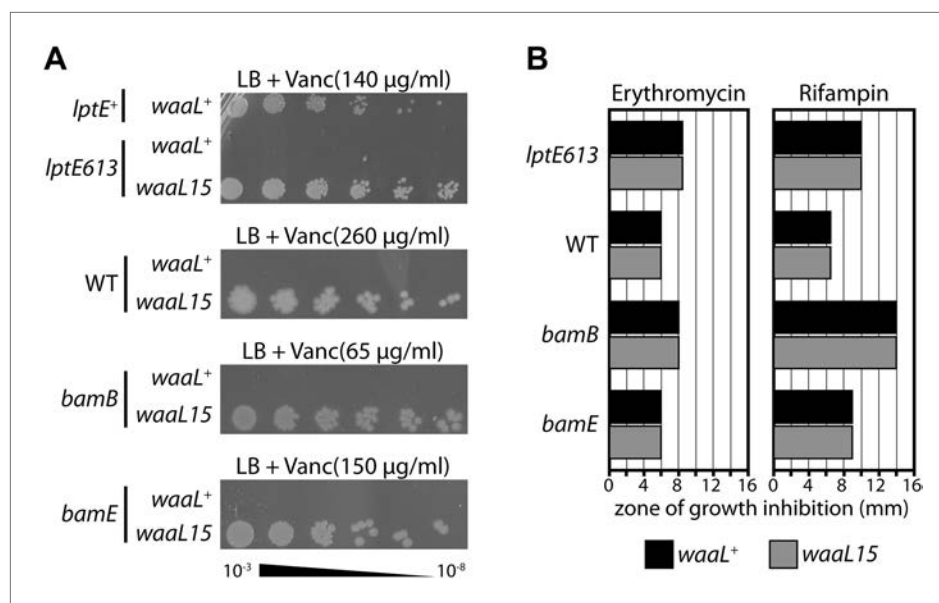 A
LB + Vanc(140 µg/ml)
lptE+ waaL+
lptE613 waaL+
waaL15
LB + Vanc(260 µg/ml)
WT waaL+
waaL15
LB + Vanc(65 µg/ml)
bamB waaL+
waaL15
LB + Vanc(150 µg/ml)
bamE waaL+
waaL15
10-3 10-8
B
Erythromycin Rifampin
lptE613
WT
bamB
bamE
0 4 8 12 16 0 4 8 12 16
zone of growth inhibition (mm)
waaL+ waaL15